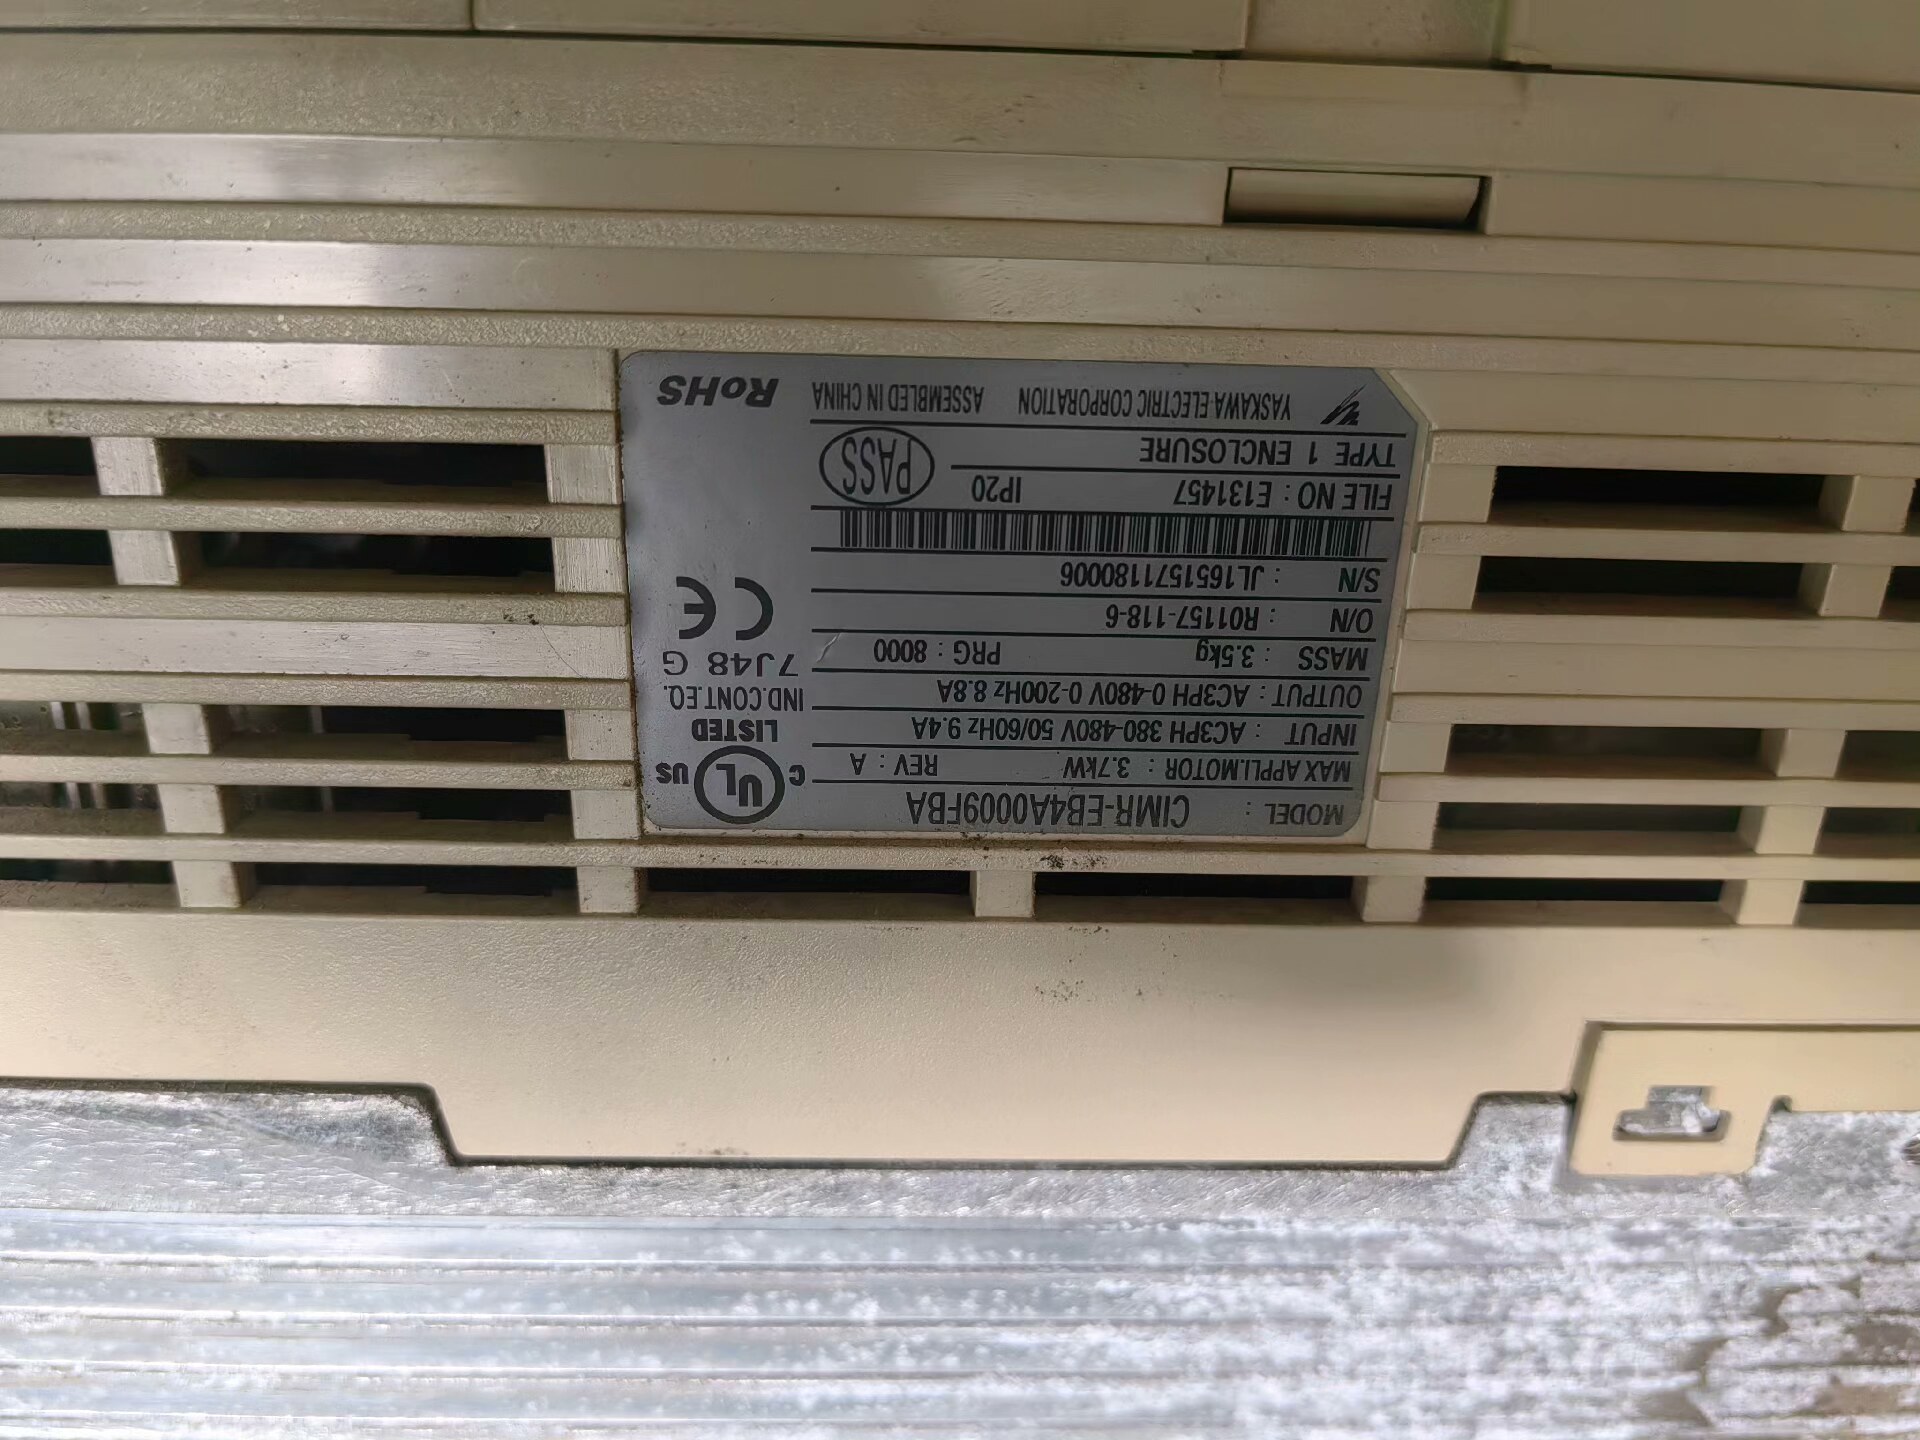 MODEL : CIMR-EB4A0009FBA
MAX APPLI.MOTOR : 3.7kW REV : A
INPUT : AC3PH 380-480V 50/60Hz 9.4A
OUTPUT : AC3PH 0-480V 0-200Hz 8.8A
MASS : 3.5kg PRG : 8000
O/N : R01157-118-6
S/N : JL1651571180006
FILE NO : E131457 IP20
TYPE 1 ENCLOSURE
PASS
YASKAWA ELECTRIC CORPORATION ASSEMBLED IN CHINA
C UL US
LISTED
IND.CONT.EQ.
7J48 G
CE
RoHS